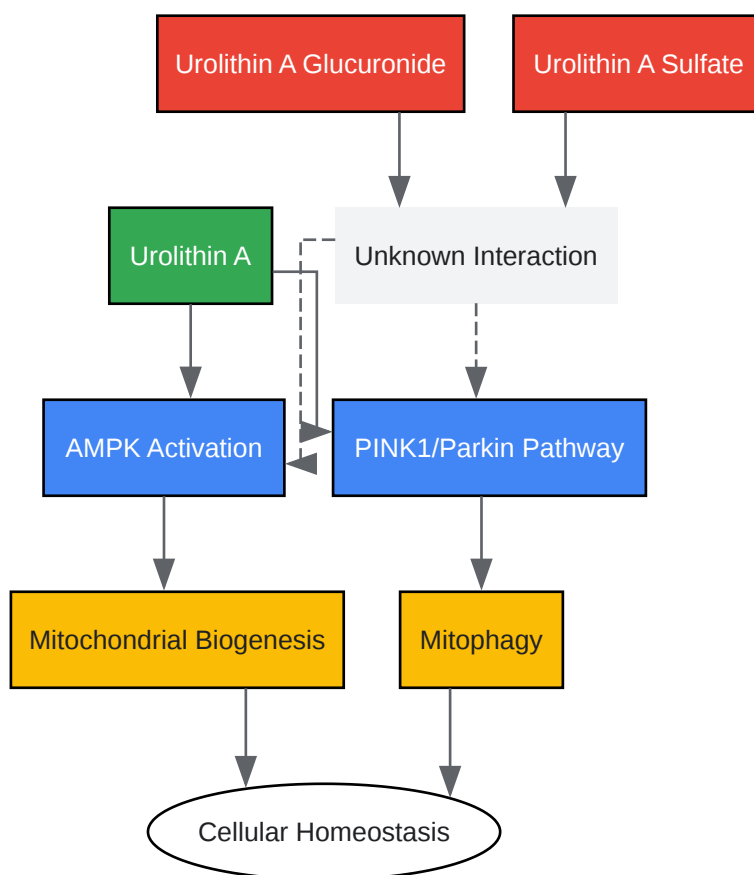 Urolithin A Glucuronide
Urolithin A Sulfate
Urolithin A
Unknown Interaction
AMPK Activation
PINK1/Parkin Pathway
Mitochondrial Biogenesis
Mitophagy
Cellular Homeostasis